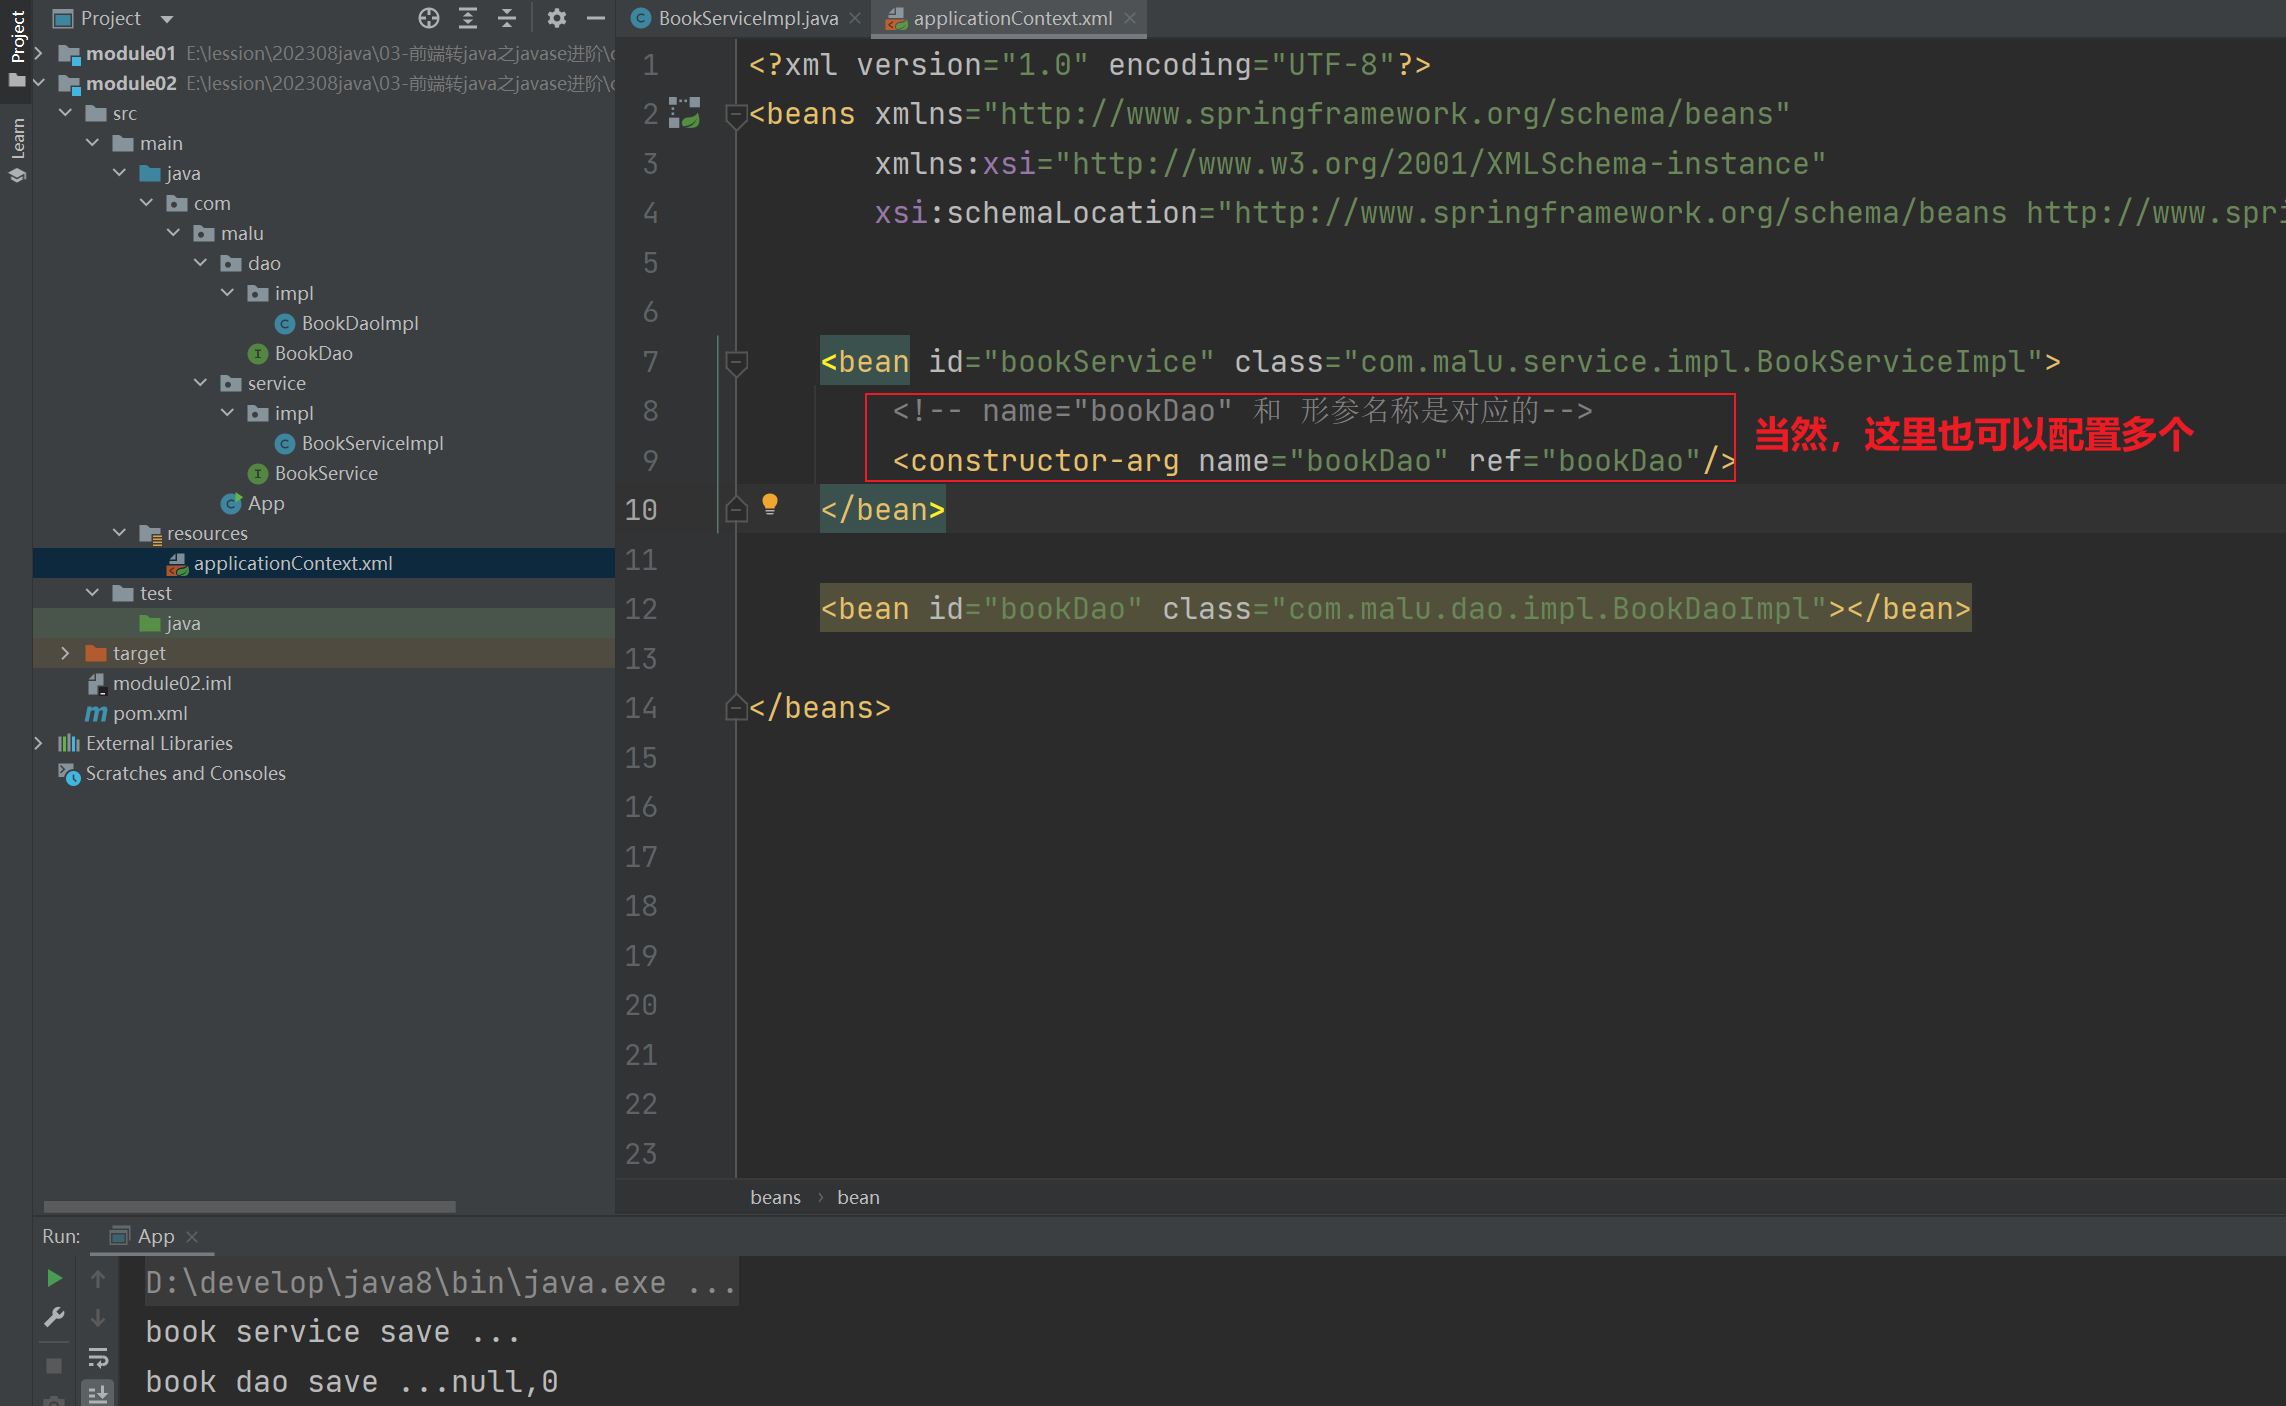 Project
BookServiceImpl.java
applicationContext.xml
Project
Learn
module01 E:\lession\202308java\03-前端转java之javase进阶\
module02 E:\lession\202308java\03-前端转java之javase进阶\
src
main
java
com
malu
dao
impl
BookDaoImpl
BookDao
service
impl
BookServiceImpl
BookService
App
resources
applicationContext.xml
test
java
target
module02.iml
pom.xml
External Libraries
Scratches and Consoles
1 <?xml version="1.0" encoding="UTF-8"?>
2 <beans xmlns="http://www.springframework.org/schema/beans"
3 xmlns:xsi="http://www.w3.org/2001/XMLSchema-instance"
4 xsi:schemaLocation="http://www.springframework.org/schema/beans http://www.spri
5
6
7 <bean id="bookService" class="com.malu.service.impl.BookServiceImpl">
8 <!-- name="bookDao" 和 形参名称是对应的-->
9 <constructor-arg name="bookDao" ref="bookDao"/>
当然，这里也可以配置多个
10 </bean>
11
12 <bean id="bookDao" class="com.malu.dao.impl.BookDaoImpl"></bean>
13
14 </beans>
15
16
17
18
19
20
21
22
23
beans › bean
Run: App
D:\develop\java8\bin\java.exe ...
book service save ...
book dao save ...null,0